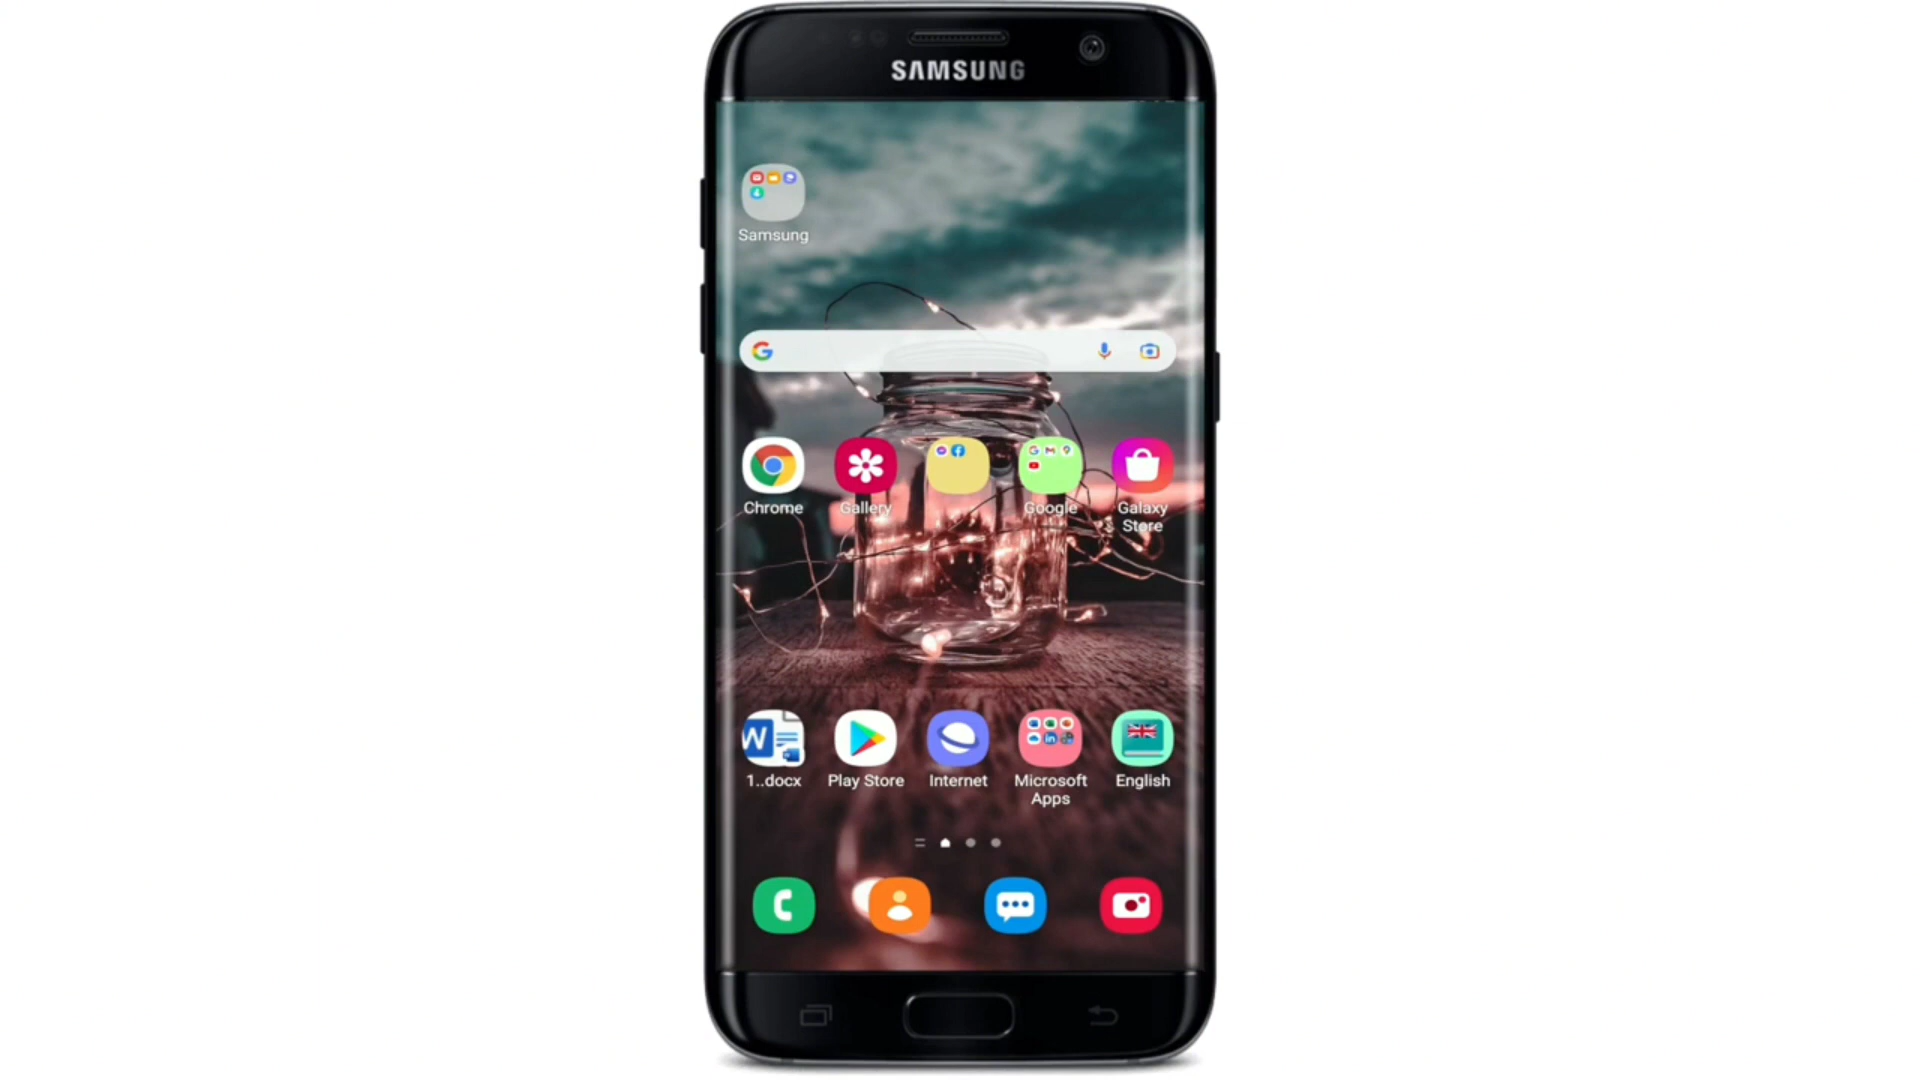 SAMSUNG
Samsung
Chrome
Gallery
Google
Galaxy
Store
W
1..docx
Play Store
Internet
Microsoft
Apps
English